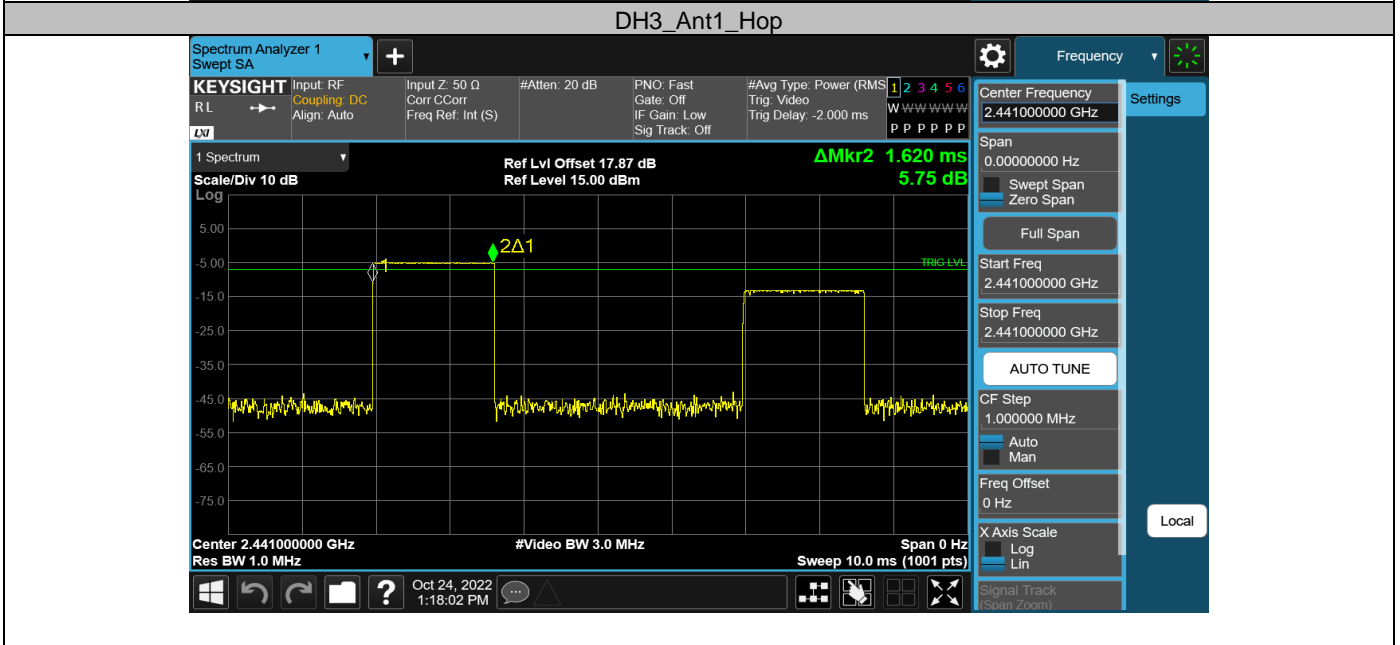 DH3_Ant1_Hop
Spectrum Analyzer 1
Swept SA
+
Frequency
KEYSIGHT
R L
LXI
Input: RF
Coupling: DC
Align: Auto
Input Z: 50 Ω
Corr CCorr
Freq Ref: Int (S)
#Atten: 20 dB
PNO: Fast
Gate: Off
IF Gain: Low
Sig Track: Off
#Avg Type: Power (RMS
Trig: Video
Trig Delay: -2.000 ms
1 2 3 4 5 6
W W W W W W
P P P P P P
Center Frequency
2.441000000 GHz
Settings
Span
0.00000000 Hz
Swept Span
Zero Span
Full Span
Start Freq
2.441000000 GHz
Stop Freq
2.441000000 GHz
AUTO TUNE
CF Step
1.000000 MHz
Auto
Man
Freq Offset
0 Hz
X Axis Scale
Log
Lin
Signal Track
(Span Zoom)
Local
1 Spectrum
Scale/Div 10 dB
Log
Ref Lvl Offset 17.87 dB
Ref Level 15.00 dBm
ΔMkr2 1.620 ms
5.75 dB
5.00
-5.00
-15.0
-25.0
-35.0
-45.0
-55.0
-65.0
-75.0
2Δ1
1
TRIG LVL
Center 2.441000000 GHz
Res BW 1.0 MHz
#Video BW 3.0 MHz
Span 0 Hz
Sweep 10.0 ms (1001 pts)
?
Oct 24, 2022
1:18:02 PM